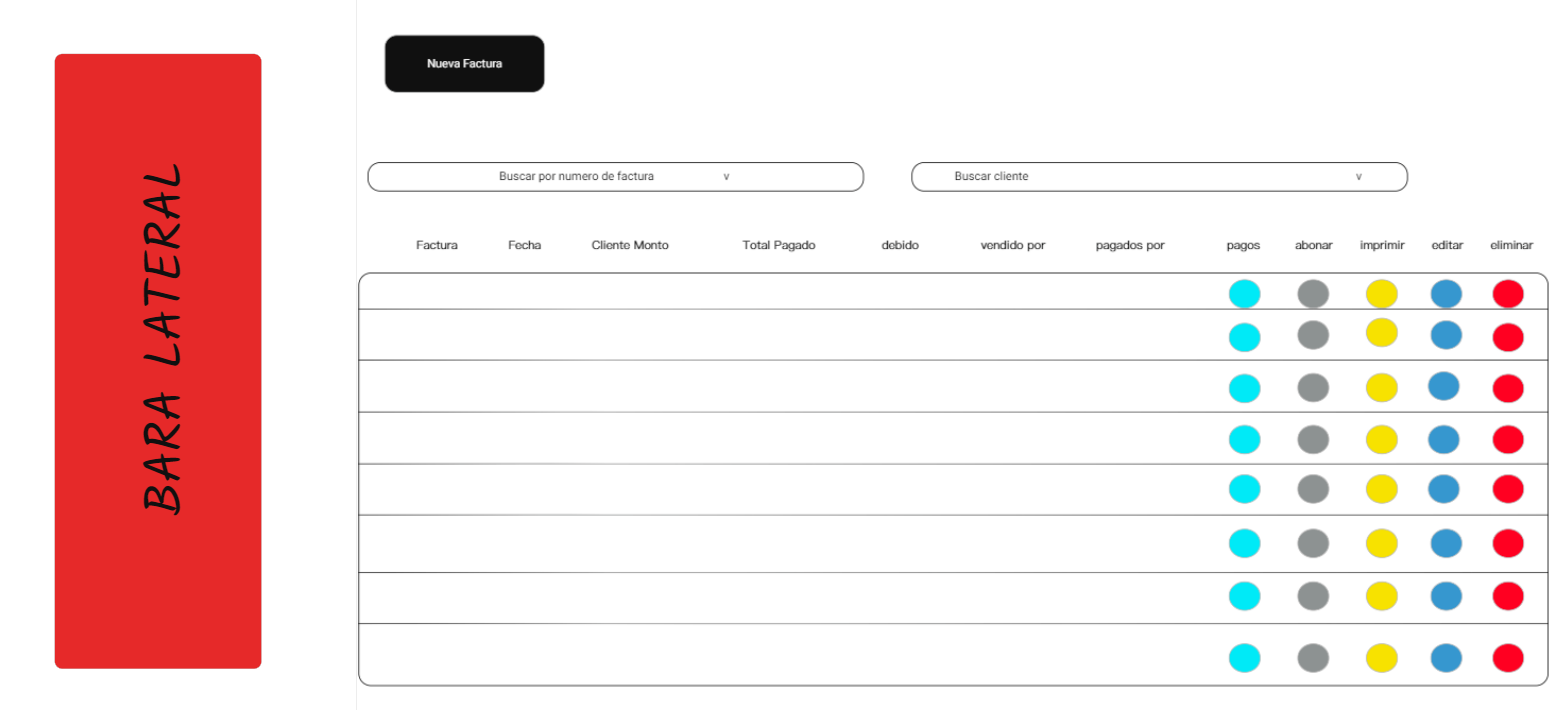 BARA LATERAL
Nueva Factura
Buscar por numero de factura v
Buscar cliente v
Factura Fecha Cliente Monto Total Pagado debido vendido por pagados por pagos abonar imprimir editar eliminar